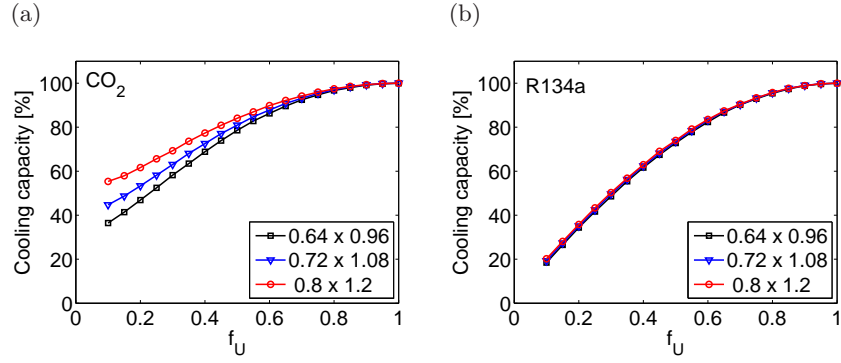 (a)
CO2
Cooling capacity [%]
100
80
60
40
20
0
0 0.2 0.4 0.6 0.8 1
fU
0.64 x 0.96
0.72 x 1.08
0.8 x 1.2
(b)
R134a
Cooling capacity [%]
100
80
60
40
20
0
0 0.2 0.4 0.6 0.8 1
fU
0.64 x 0.96
0.72 x 1.08
0.8 x 1.2